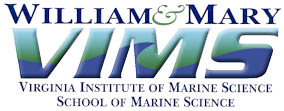 WILLIAM & MARY
VIMS
VIRGINIA INSTITUTE OF MARINE SCIENCE
SCHOOL OF MARINE SCIENCE